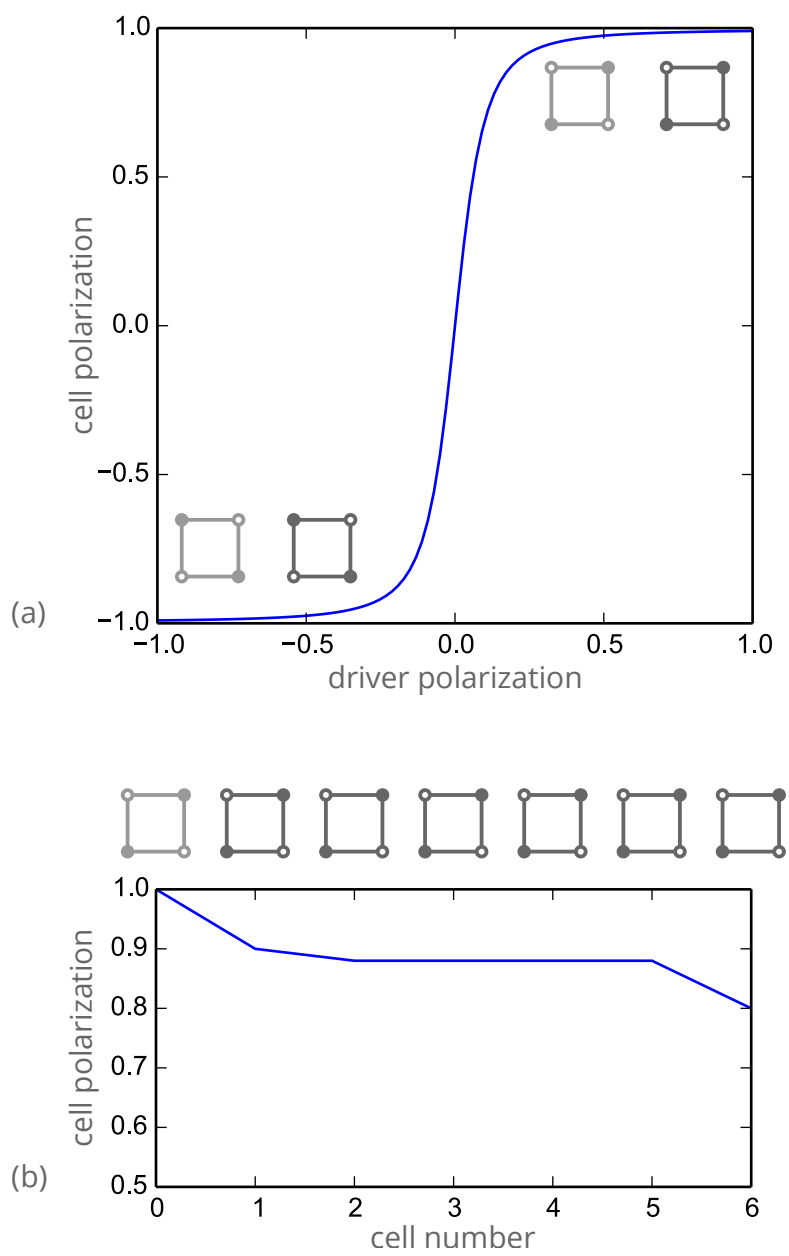 1.0
0.5
0.0
−0.5
−1.0
cell polarization
(a)
−1.0 −0.5 0.0 0.5 1.0
driver polarization
1.0
0.9
0.8
0.7
0.6
0.5
cell polarization
(b)
0 1 2 3 4 5 6
cell number